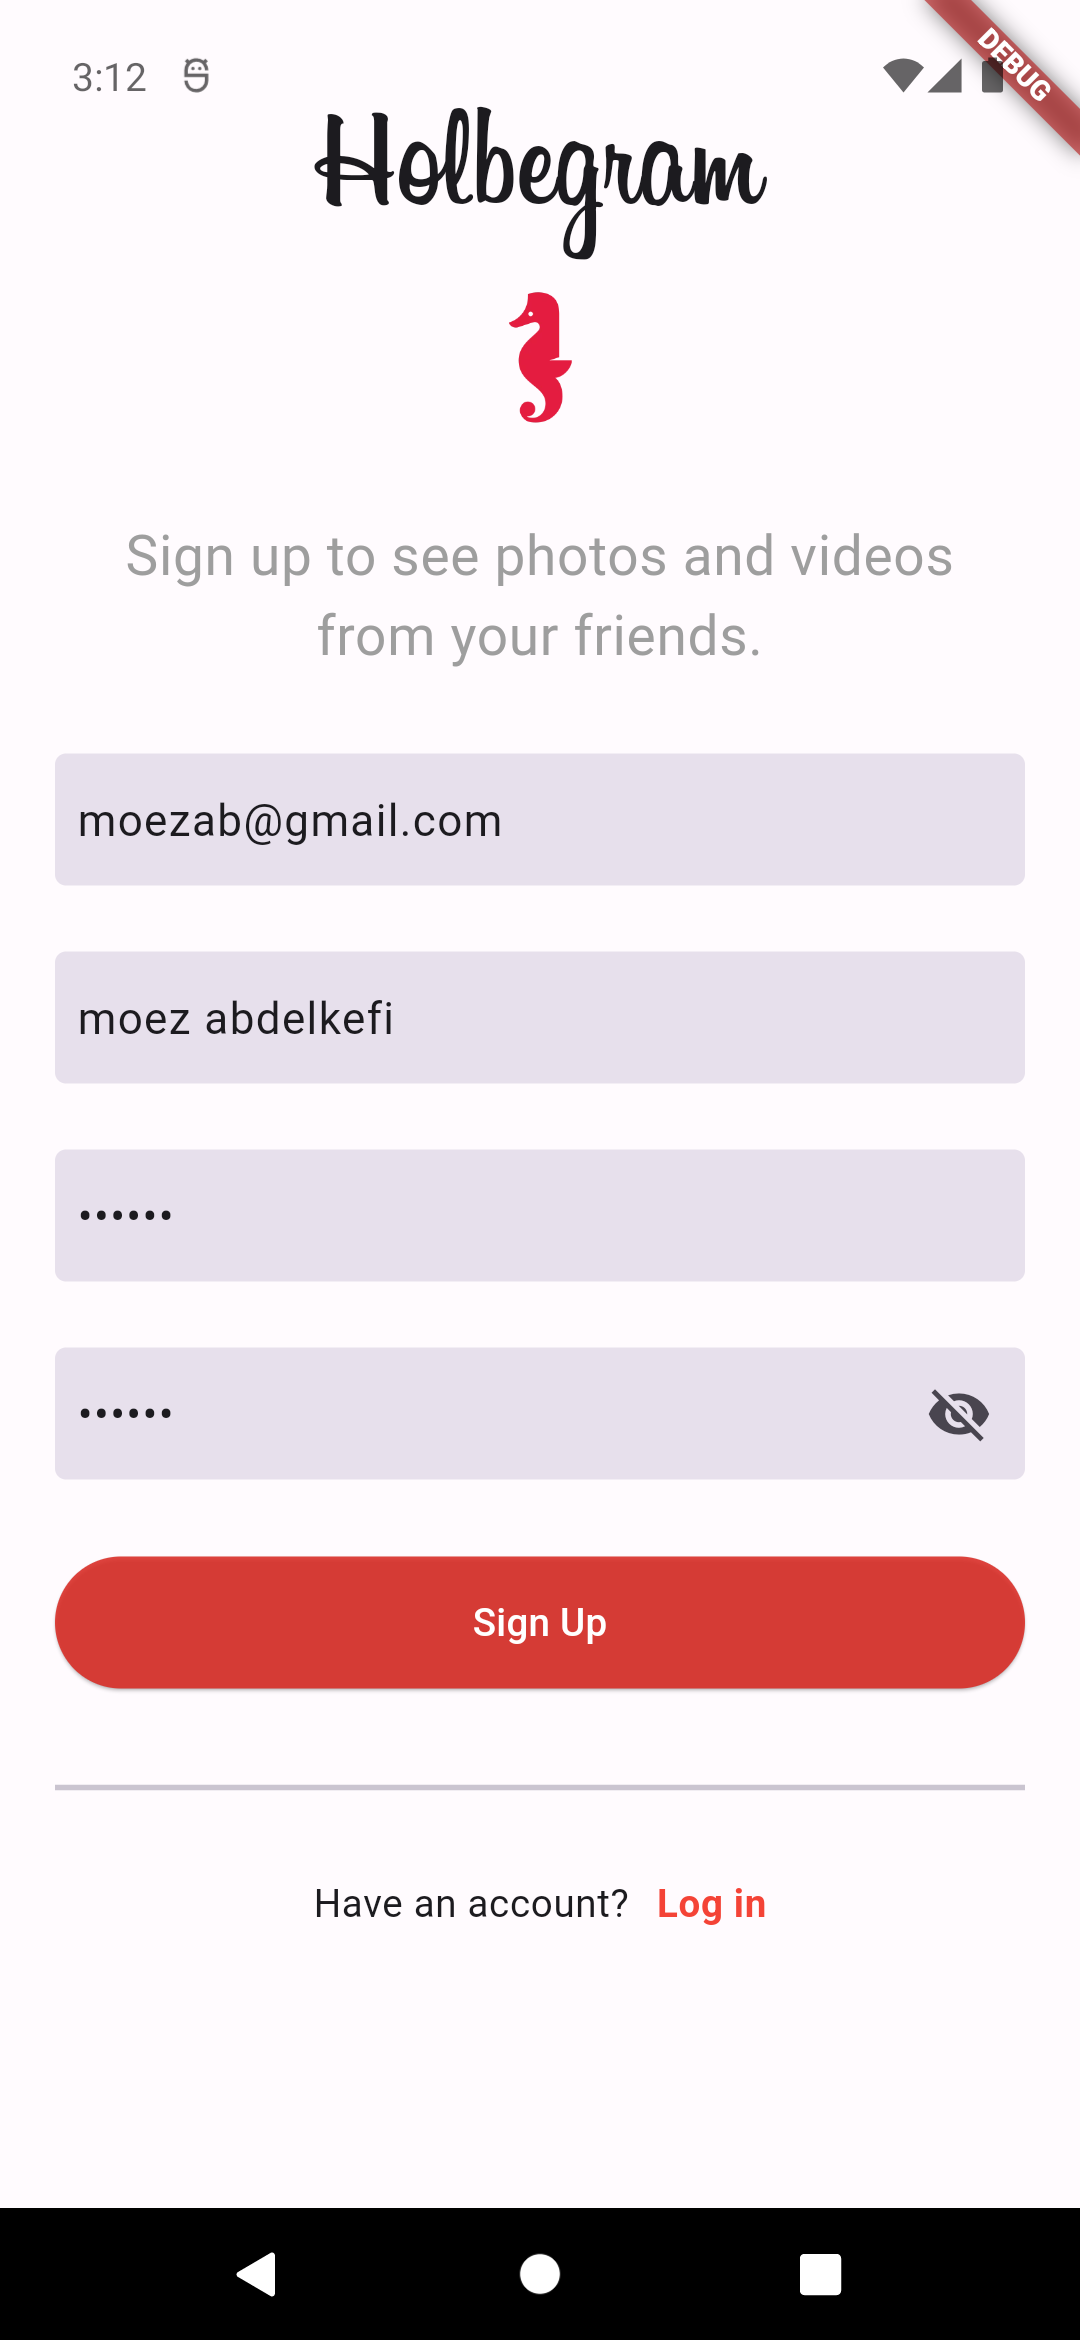 3:12
DEBUG
Holbegram
Sign up to see photos and videos
from your friends.
moezab@gmail.com
moez abdelkefi
••••••
••••••
Sign Up
Have an account? Log in